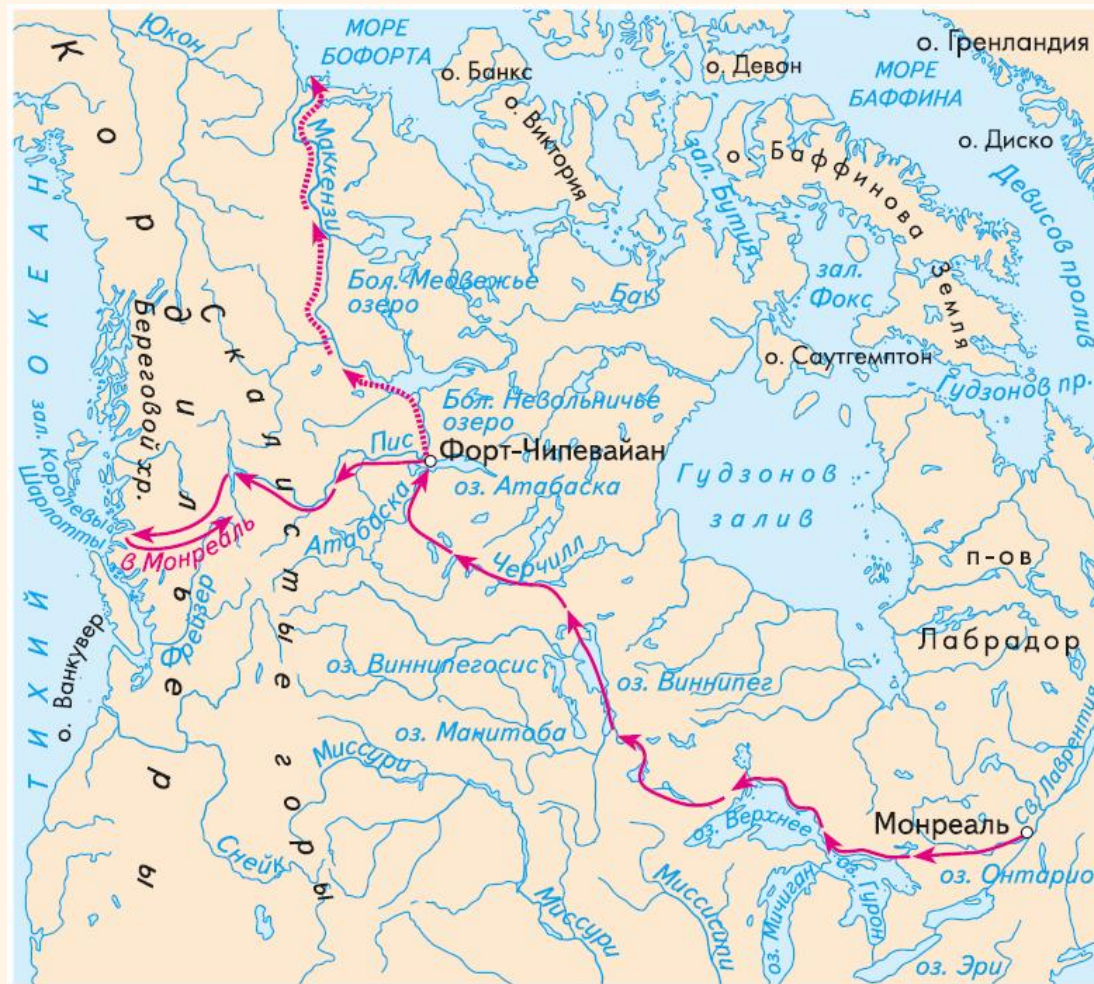 Юкон
МОРЕ
БОФОРТА
о. Банкс
о. Девон
о. Гренландия
МОРЕ
БАФФИНА
о. Диско
о. Виктория
зал. Бутия
о. Баффинова
Земля
Девисов пролив
Маккензи
зал.
Фокс
Бол. Медвежье
озеро
Бак
о. Саутгемптон
Гудзонов пр.
Кордильеры
Скалистые горы
Береговой хр.
ТИХИЙ ОКЕАН
зал. Королевы
Шарлотты
Бол. Невольничье
озеро
Пис
Форт-Чипевайан
оз. Атабаска
Атабаска
Гудзонов
залив
в Монреаль
Черчилл
п-ов
Лабрадор
Фрейзер
о. Ванкувер
оз. Виннипегосис
оз. Виннипег
оз. Манитоба
Миссури
Св. Лаврентия
Монреаль
оз. Верхнее
Снейк
оз. Онтарио
оз. Гурон
оз. Мичиган
Миссисипи
Миссури
оз. Эри